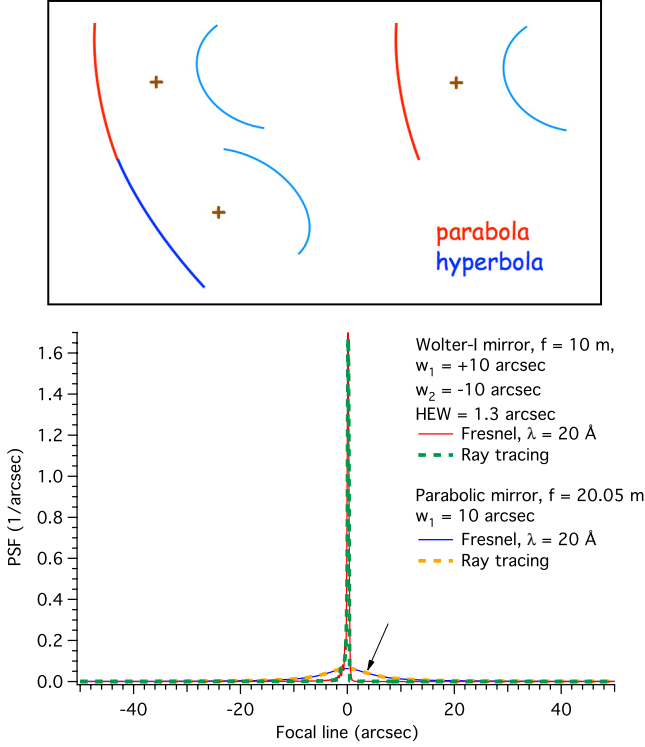 parabola
hyperbola
Wolter-I mirror, f = 10 m,
w1 = +10 arcsec
w2 = -10 arcsec
HEW = 1.3 arcsec
Fresnel, λ = 20 Å
Ray tracing
Parabolic mirror, f = 20.05 m
w1 = 10 arcsec
Fresnel, λ = 20 Å
Ray tracing
PSF (1/arcsec)
1.6
1.4
1.2
1.0
0.8
0.6
0.4
0.2
0.0
-40 -20 0 20 40
Focal line (arcsec)